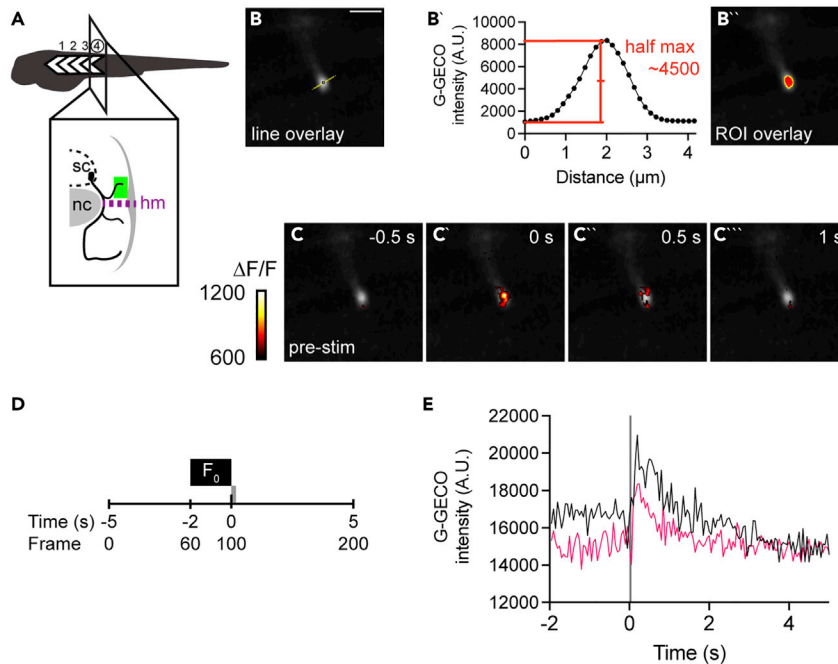 A
1 2 3 4
sc
nc
hm
B
line overlay
B`
G-GECO
intensity (A.U.)
10000
8000
6000
4000
2000
0
0 1 2 3 4
Distance (µm)
half max
~4500
B``
ROI overlay
ΔF/F
1200
600
C
-0.5 s
pre-stim
C`
0 s
C``
0.5 s
C```
1 s
D
F₀
Time (s) -5 -2 0 5
Frame 0 60 100 200
E
G-GECO
intensity (A.U.)
22000
20000
18000
16000
14000
12000
-2 0 2 4
Time (s)